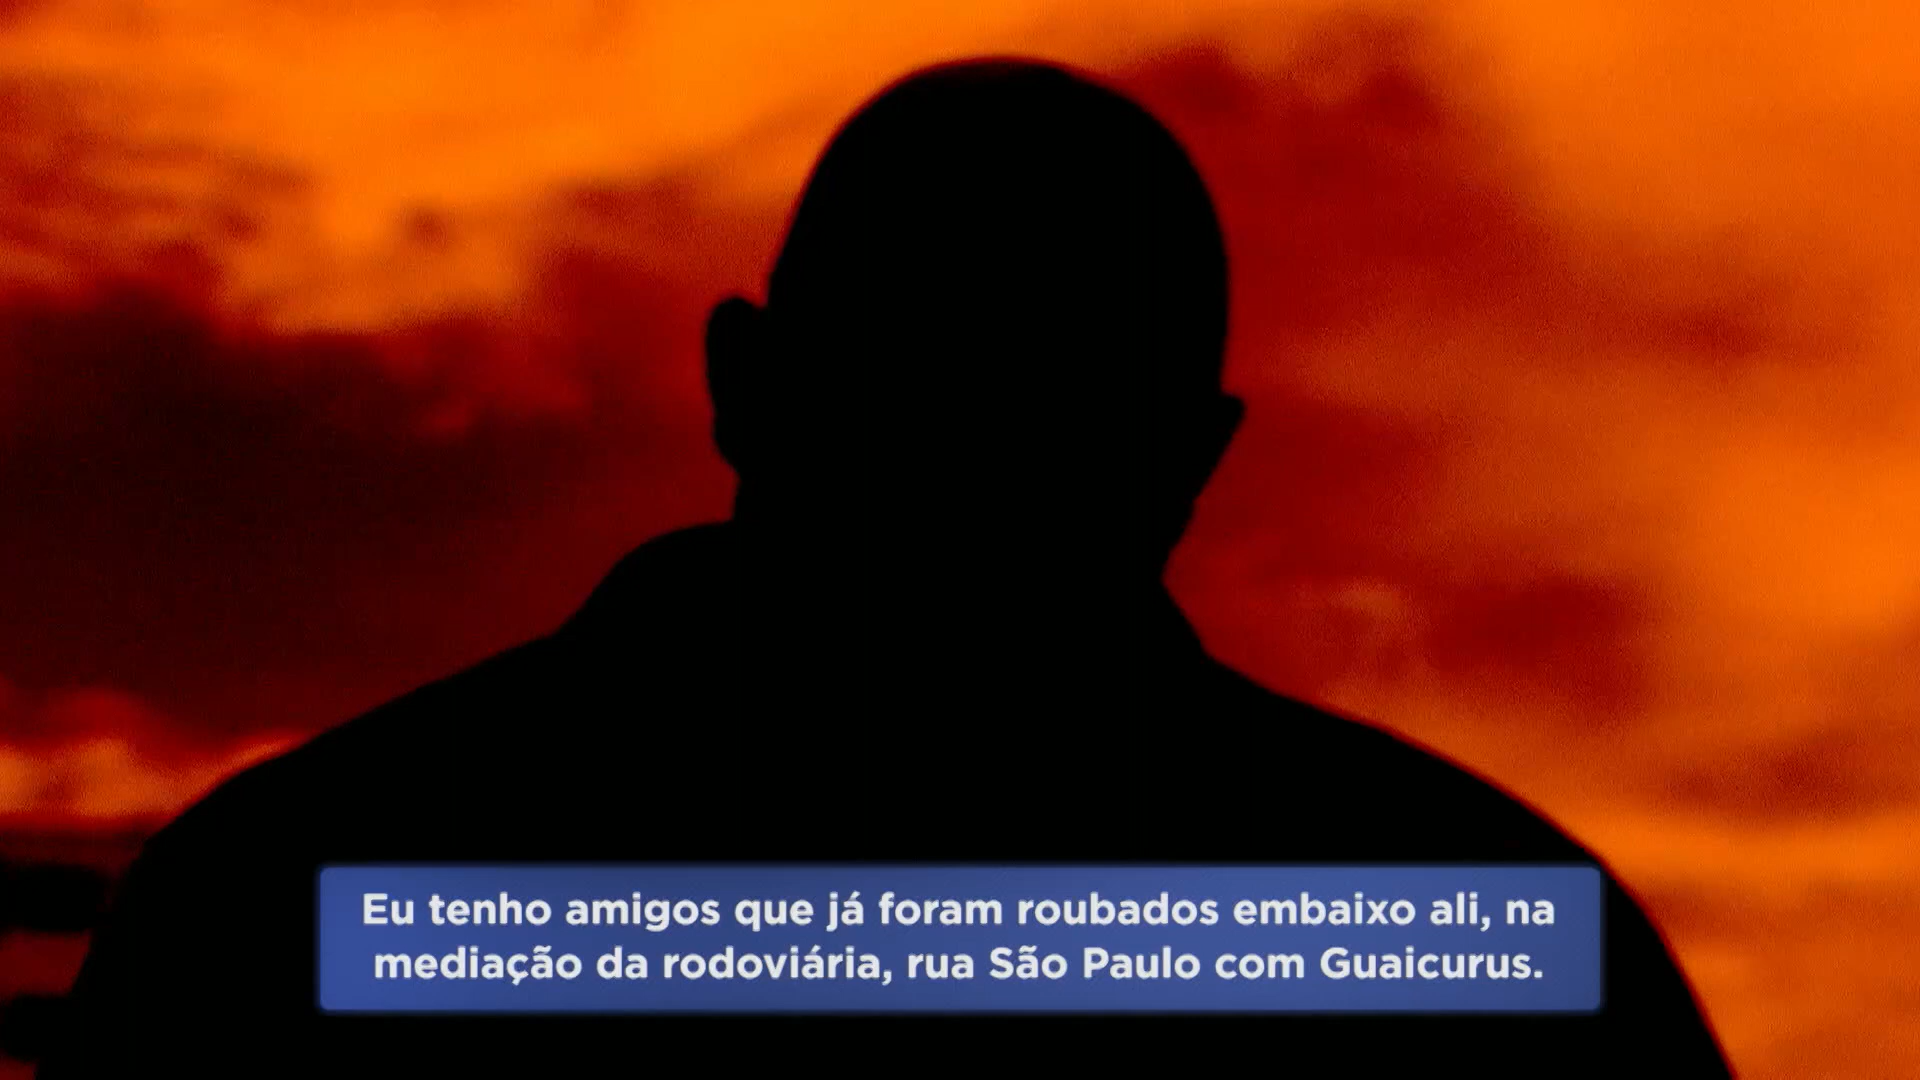 Eu tenho amigos que já foram roubados embaixo ali, na
mediação da rodoviária, rua São Paulo com Guaicurus.